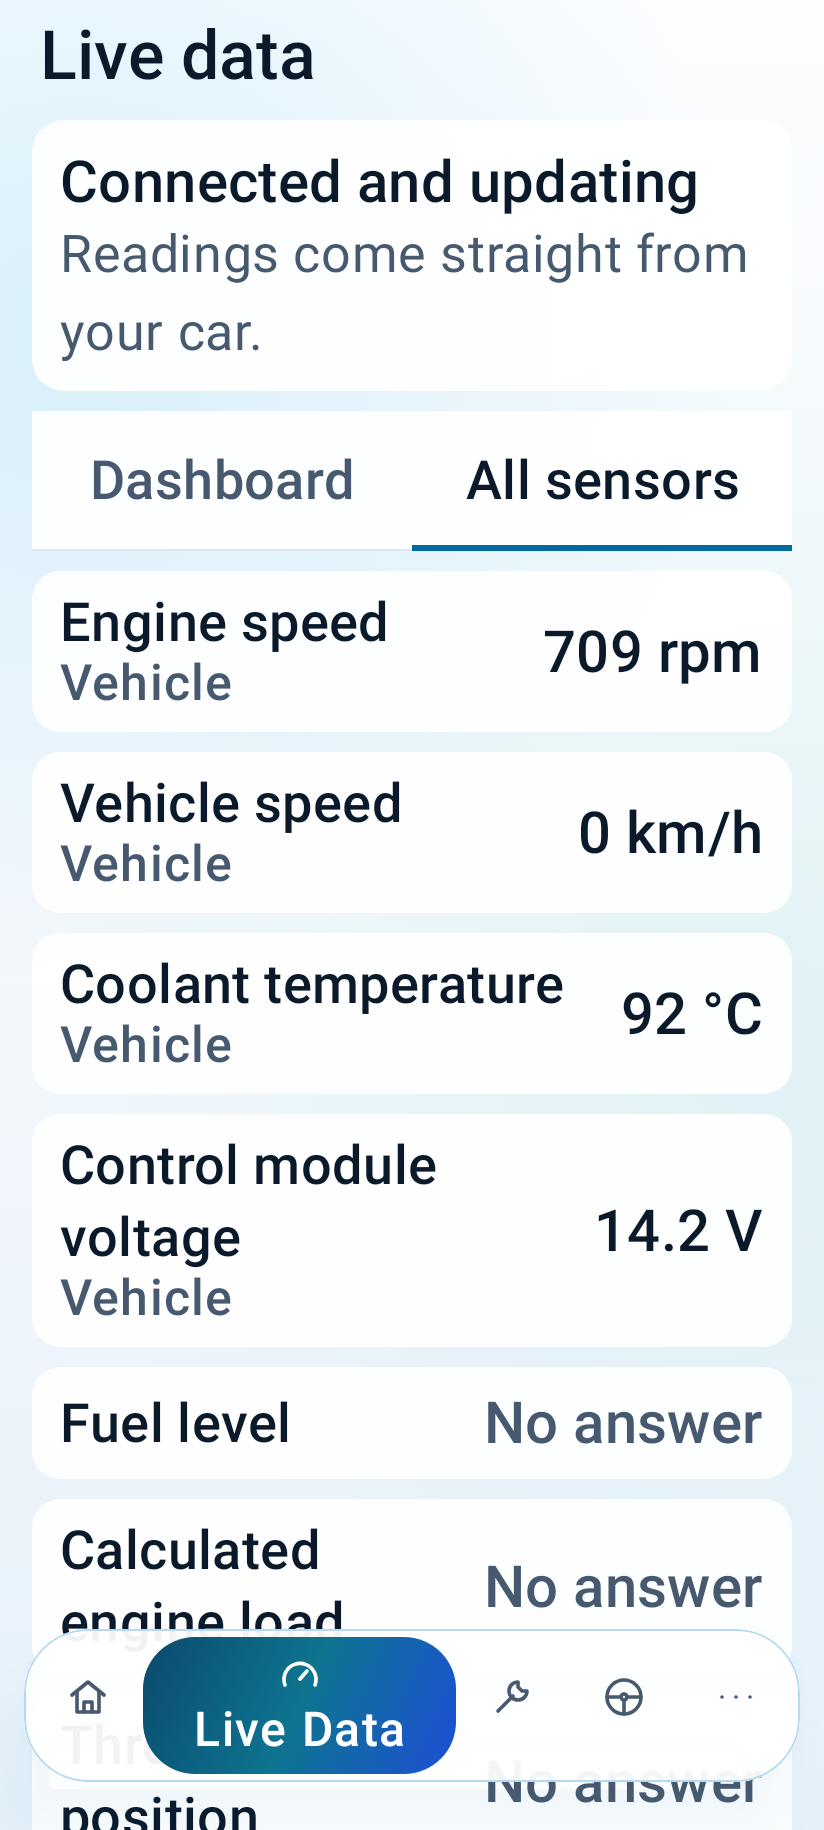 Live data
Connected and updating
Readings come straight from
your car.
Dashboard
All sensors
Engine speed
Vehicle
709 rpm
Vehicle speed
Vehicle
0 km/h
Coolant temperature
Vehicle
92 °C
Control module
voltage
Vehicle
14.2 V
Fuel level
No answer
Calculated
engine load
No answer
Live Data
No answer
position